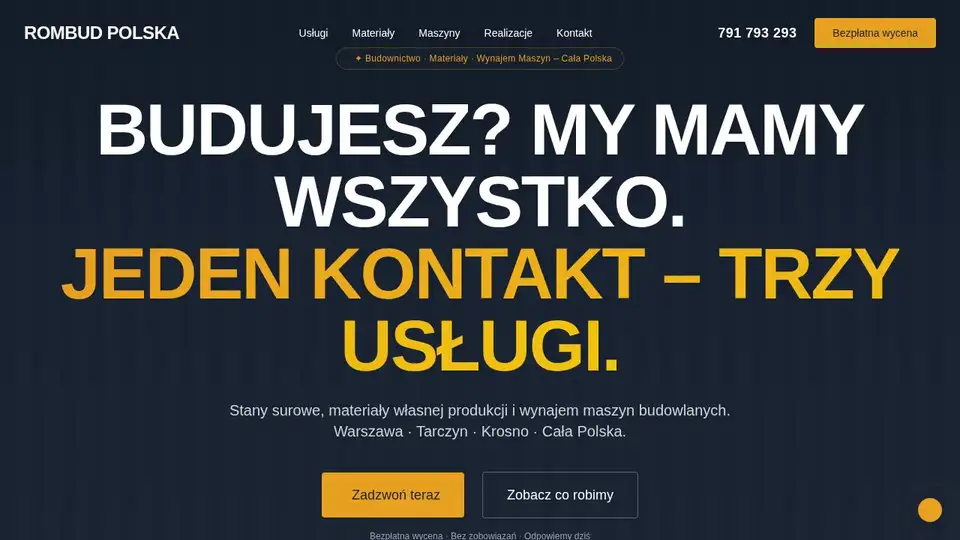 ROMBUD POLSKA
Usługi
Materiały
Maszyny
Realizacje
Kontakt
791 793 293
Bezpłatna wycena
✦ Budownictwo · Materiały · Wynajem Maszyn – Cała Polska
BUDUJESZ? MY MAMY
WSZYSTKO.
JEDEN KONTAKT – TRZY
USŁUGI.
Stany surowe, materiały własnej produkcji i wynajem maszyn budowlanych.
Warszawa · Tarczyn · Krosno · Cała Polska.
Zadzwoń teraz
Zobacz co robimy
Bezpłatna wycena · Bez zobowiązań · Odpowiemy dziś